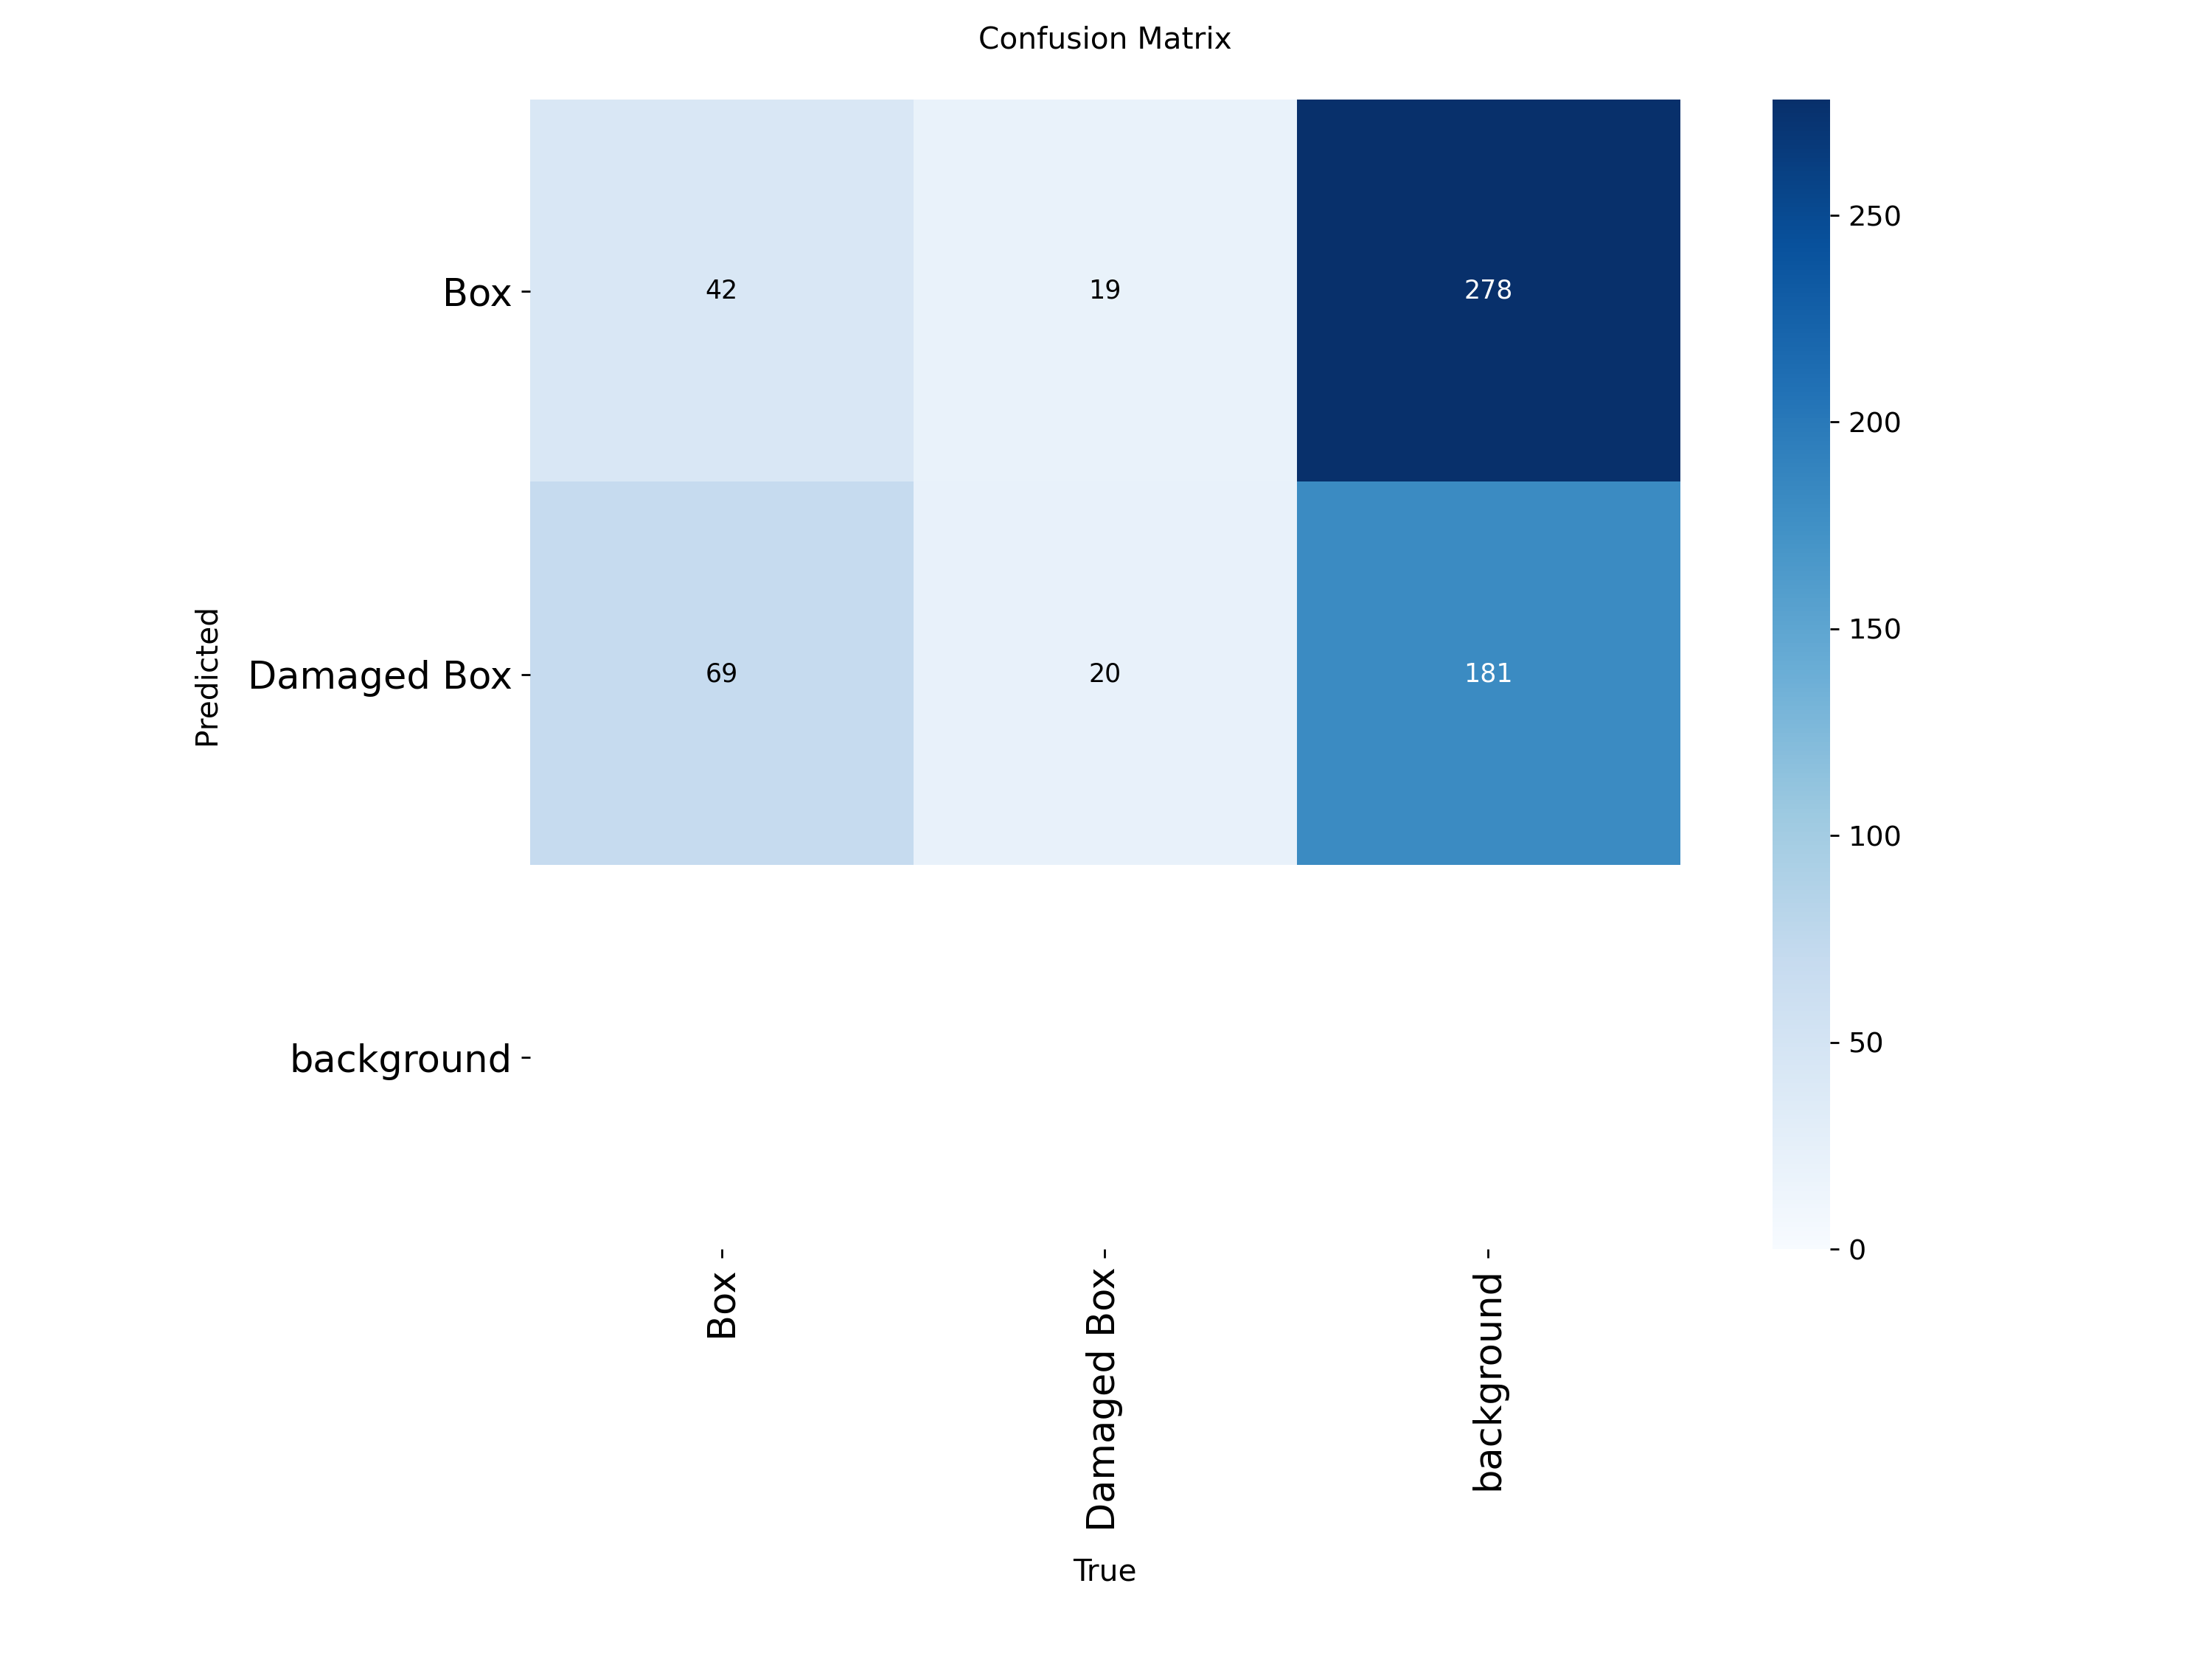 Confusion Matrix
Predicted
Box
42
19
278
Damaged Box
69
20
181
background
Box
Damaged Box
background
True
250
200
150
100
50
0